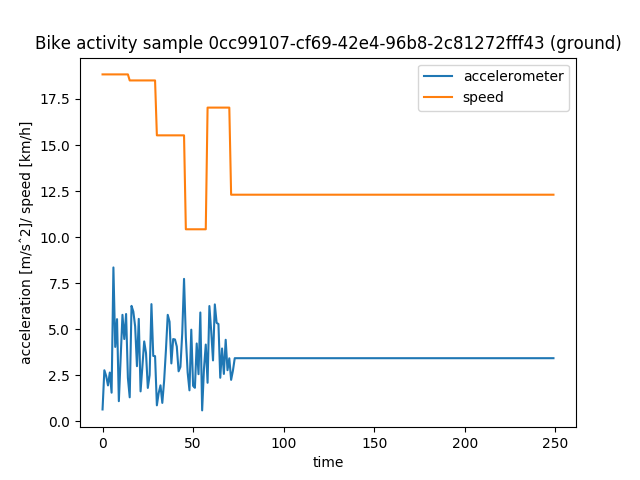 Bike activity sample 0cc99107-cf69-42e4-96b8-2c81272fff43 (ground)
accelerometer
speed
acceleration [m/s^2]/ speed [km/h]
17.5
15.0
12.5
10.0
7.5
5.0
2.5
0.0
0 50 100 150 200 250
time